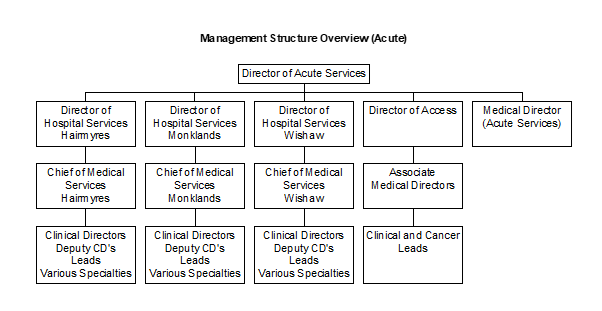 Management Structure Overview (Acute)
Director of Acute Services
Director of
Hospital Services
Hairmyres
Director of
Hospital Services
Monklands
Director of
Hospital Services
Wishaw
Director of Access
Medical Director
(Acute Services)
Chief of Medical
Services
Hairmyres
Chief of Medical
Services
Monklands
Chief of Medical
Services
Wishaw
Associate
Medical Directors
Clinical Directors
Deputy CD's
Leads
Various Specialties
Clinical Directors
Deputy CD's
Leads
Various Specialties
Clinical Directors
Deputy CD's
Leads
Various Specialties
Clinical and Cancer
Leads